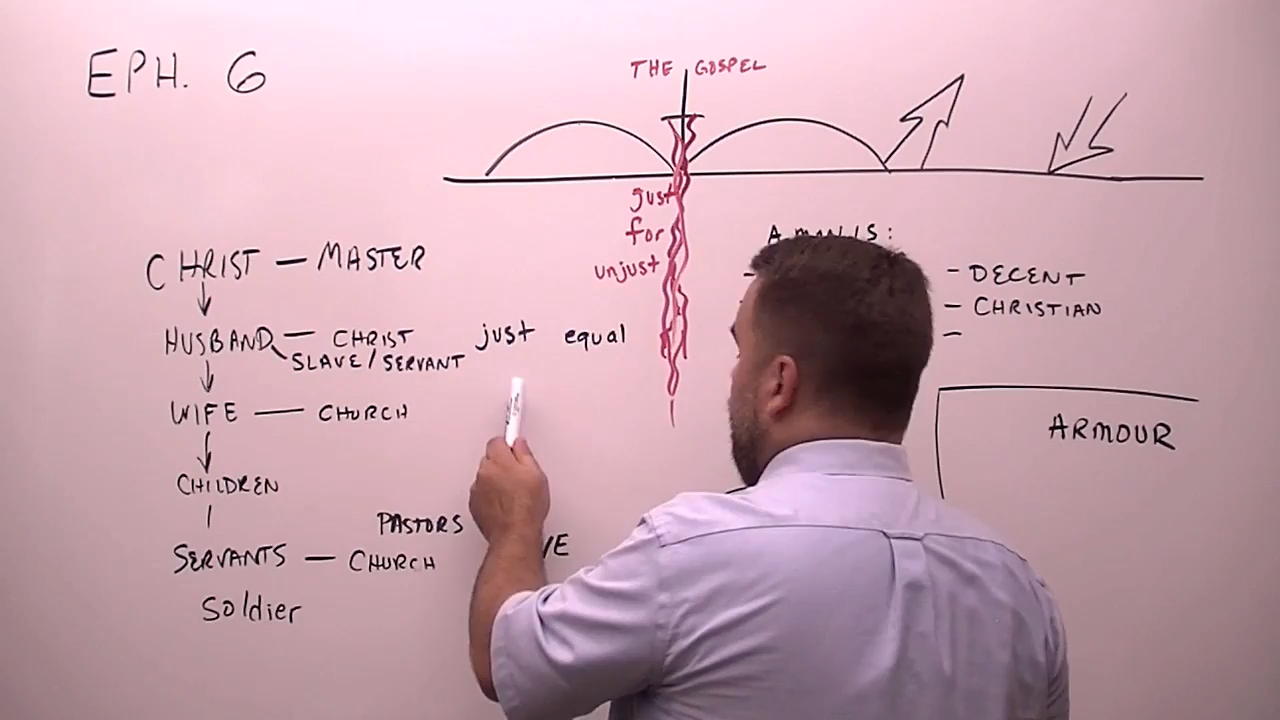 EPH. 6
THE GOSPEL
just
for
unjust
CHRIST — MASTER
HUSBAND — CHRIST
SLAVE / SERVANT
just equal
WIFE — CHURCH
CHILDREN
PASTORS
SERVANTS — CHURCH
Soldier
- DECENT
- CHRISTIAN
-
ARMOUR